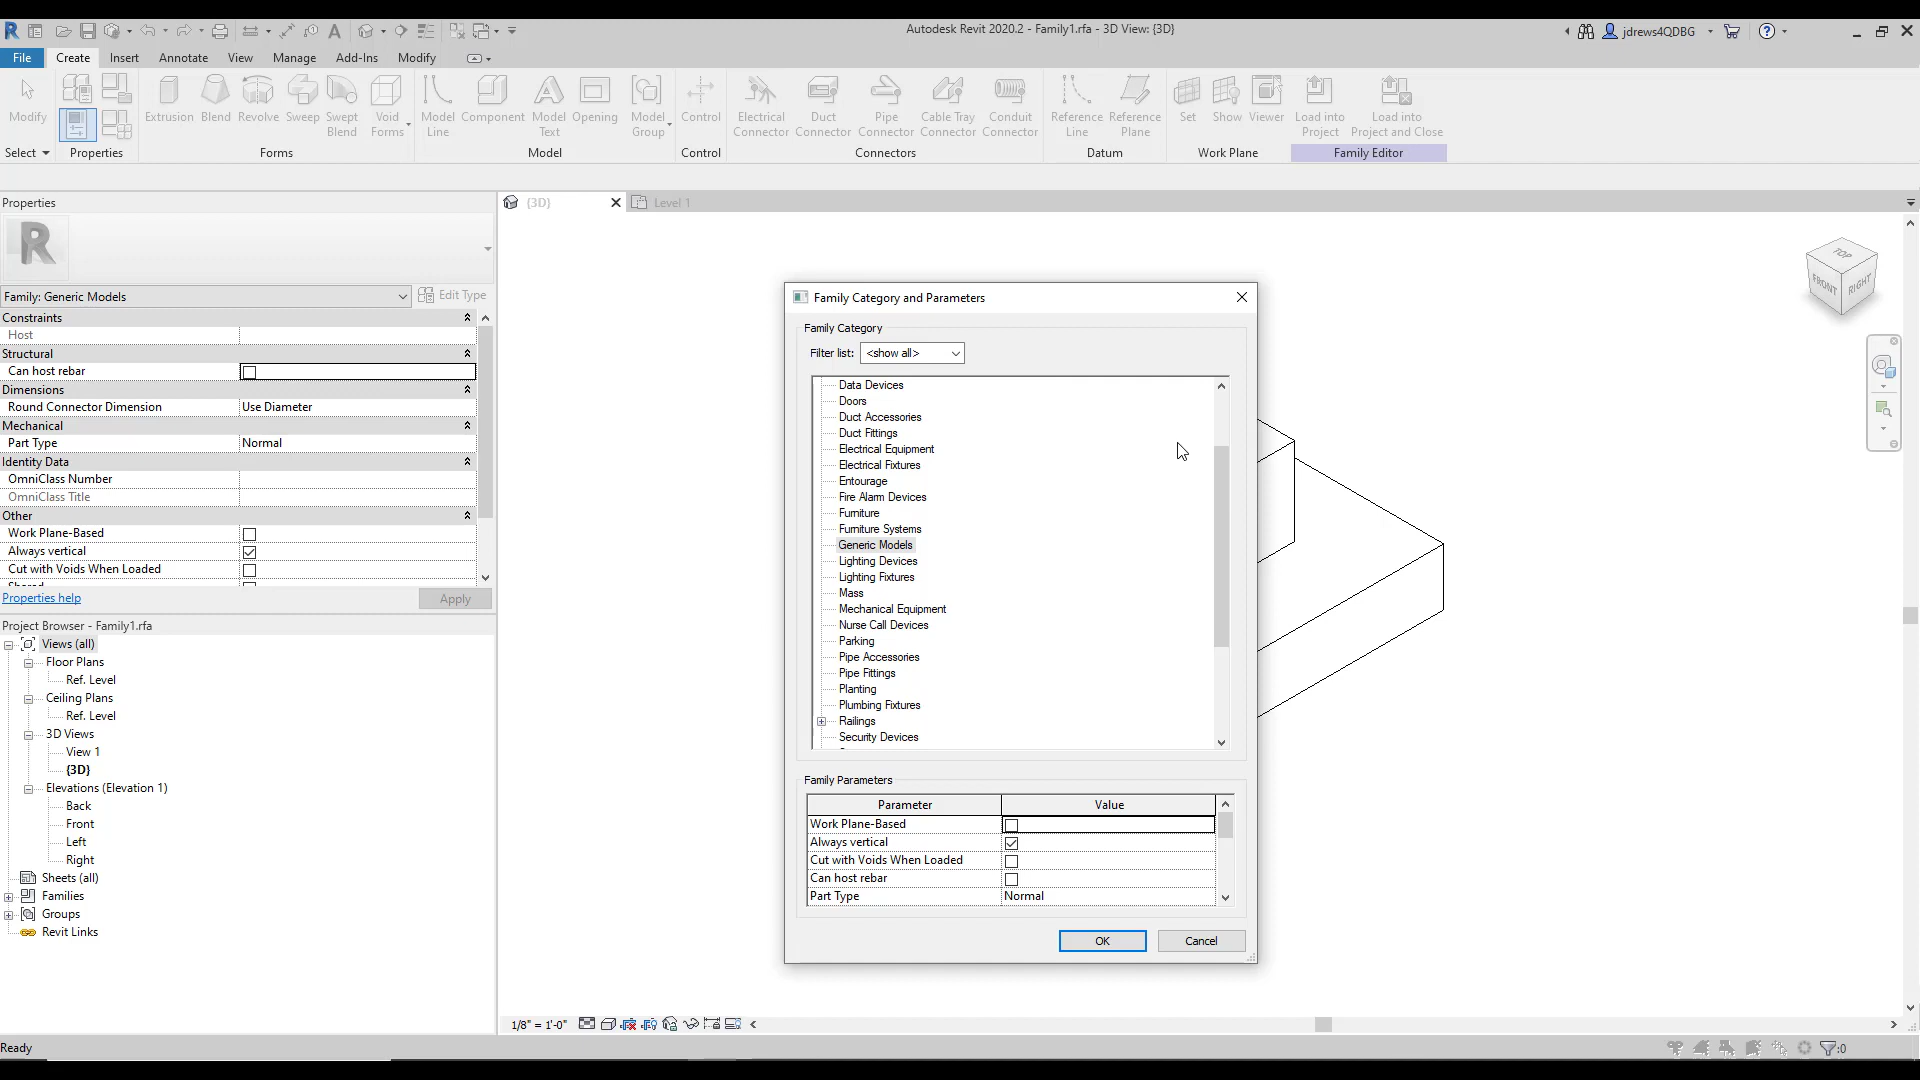 Autodesk Revit 2020.2 - Family1.rfa - 3D View: {3D}
jdrews4QDBG
File Create Insert Annotate View Manage Add-Ins Modify
Modify
Extrusion Blend Revolve Sweep Swept Blend Void Forms
Model Line Component Model Text Opening Model Group
Control
Electrical Connector Duct Connector Pipe Connector Cable Tray Connector Conduit Connector
Reference Line Reference Plane
Set Show Viewer
Load into Project Load into Project and Close
Select Properties Forms Model Control Connectors Datum Work Plane Family Editor
Properties
R
Family: Generic Models Edit Type
Constraints
Host
Structural
Can host rebar
Dimensions
Round Connector Dimension Use Diameter
Mechanical
Part Type Normal
Identity Data
OmniClass Number
OmniClass Title
Other
Work Plane-Based
Always vertical
Cut with Voids When Loaded
Properties help Apply
Project Browser - Family1.rfa
Views (all)
Floor Plans
Ref. Level
Ceiling Plans
Ref. Level
3D Views
View 1
{3D}
Elevations (Elevation 1)
Back
Front
Left
Right
Sheets (all)
Families
Groups
Revit Links
{3D} Level 1
TOP
FRONT RIGHT
Family Category and Parameters
Family Category
Filter list: <show all>
Data Devices
Doors
Duct Accessories
Duct Fittings
Electrical Equipment
Electrical Fixtures
Entourage
Fire Alarm Devices
Furniture
Furniture Systems
Generic Models
Lighting Devices
Lighting Fixtures
Mass
Mechanical Equipment
Nurse Call Devices
Parking
Pipe Accessories
Pipe Fittings
Planting
Plumbing Fixtures
Railings
Security Devices
Family Parameters
Parameter Value
Work Plane-Based
Always vertical
Cut with Voids When Loaded
Can host rebar
Part Type Normal
OK Cancel
1/8" = 1'-0"
Ready
:0